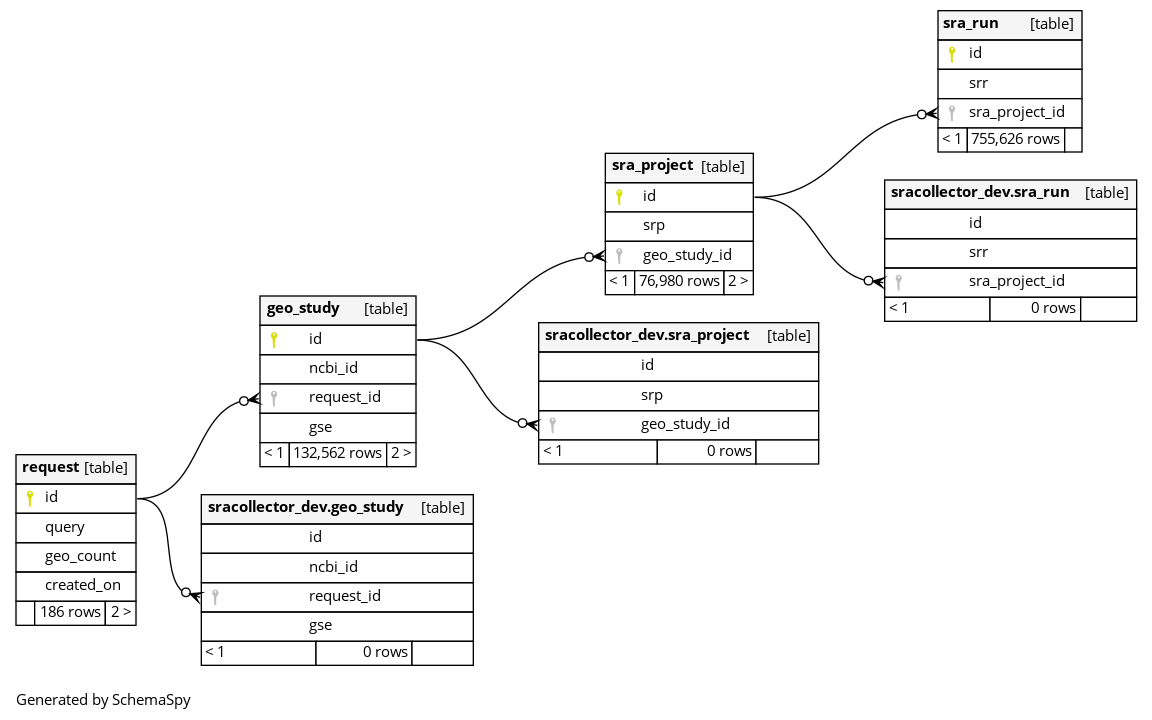 sra_run [table]
id
srr
sra_project_id
< 1 755,626 rows
sra_project [table]
id
srp
geo_study_id
< 1 76,980 rows 2 >
sracollector_dev.sra_run [table]
id
srr
sra_project_id
< 1 0 rows
geo_study [table]
id
ncbi_id
request_id
gse
< 1 132,562 rows 2 >
sracollector_dev.sra_project [table]
id
srp
geo_study_id
< 1 0 rows
request [table]
id
query
geo_count
created_on
186 rows 2 >
sracollector_dev.geo_study [table]
id
ncbi_id
request_id
gse
< 1 0 rows
Generated by SchemaSpy